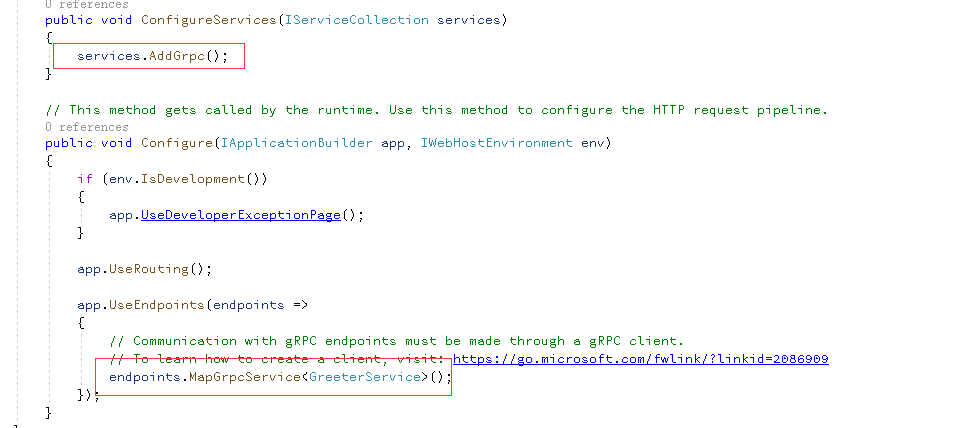 0 references
public void ConfigureServices(IServiceCollection services)
{
services.AddGrpc();
}
// This method gets called by the runtime. Use this method to configure the HTTP request pipeline.
0 references
public void Configure(IApplicationBuilder app, IWebHostEnvironment env)
{
if (env.IsDevelopment())
{
app.UseDeveloperExceptionPage();
}
app.UseRouting();
app.UseEndpoints(endpoints =>
{
// Communication with gRPC endpoints must be made through a gRPC client.
// To learn how to create a client, visit: https://go.microsoft.com/fwlink/?linkid=2086909
endpoints.MapGrpcService<GreeterService>();
});
}